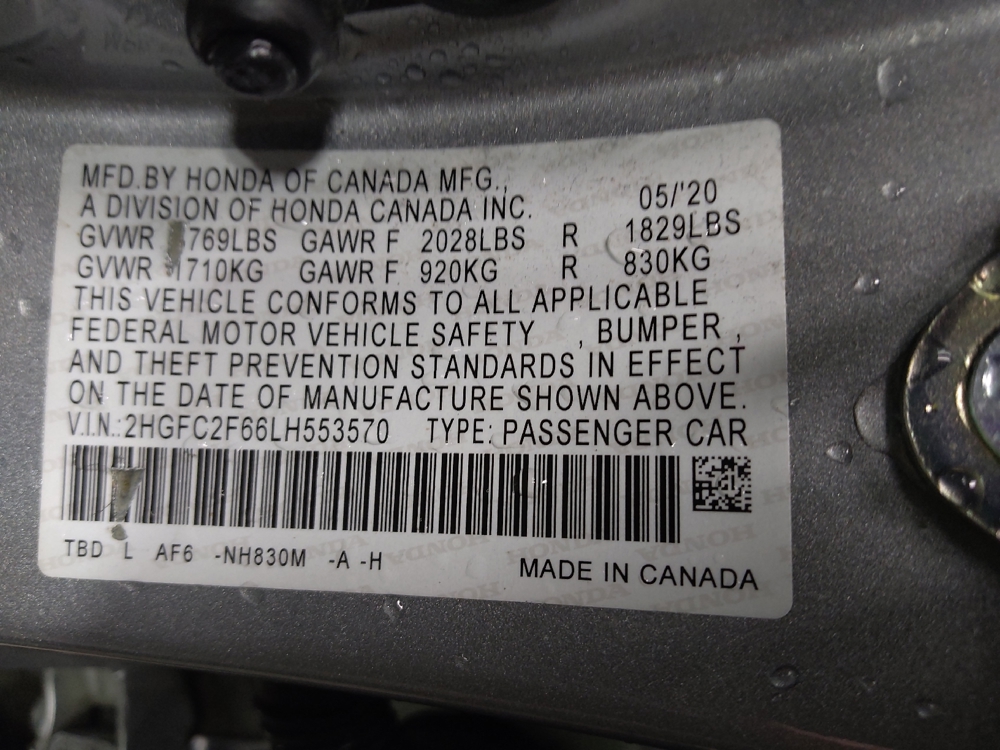 MFD.BY HONDA OF CANADA MFG.,
A DIVISION OF HONDA CANADA INC. 05/'20
GVWR 769LBS GAWR F 2028LBS R 1829LBS
GVWR 1710KG GAWR F 920KG R 830KG
THIS VEHICLE CONFORMS TO ALL APPLICABLE
FEDERAL MOTOR VEHICLE SAFETY , BUMPER ,
AND THEFT PREVENTION STANDARDS IN EFFECT
ON THE DATE OF MANUFACTURE SHOWN ABOVE.
V.I.N.:2HGFC2F66LH553570 TYPE: PASSENGER CAR
TBD L AF6 -NH830M -A -H
MADE IN CANADA